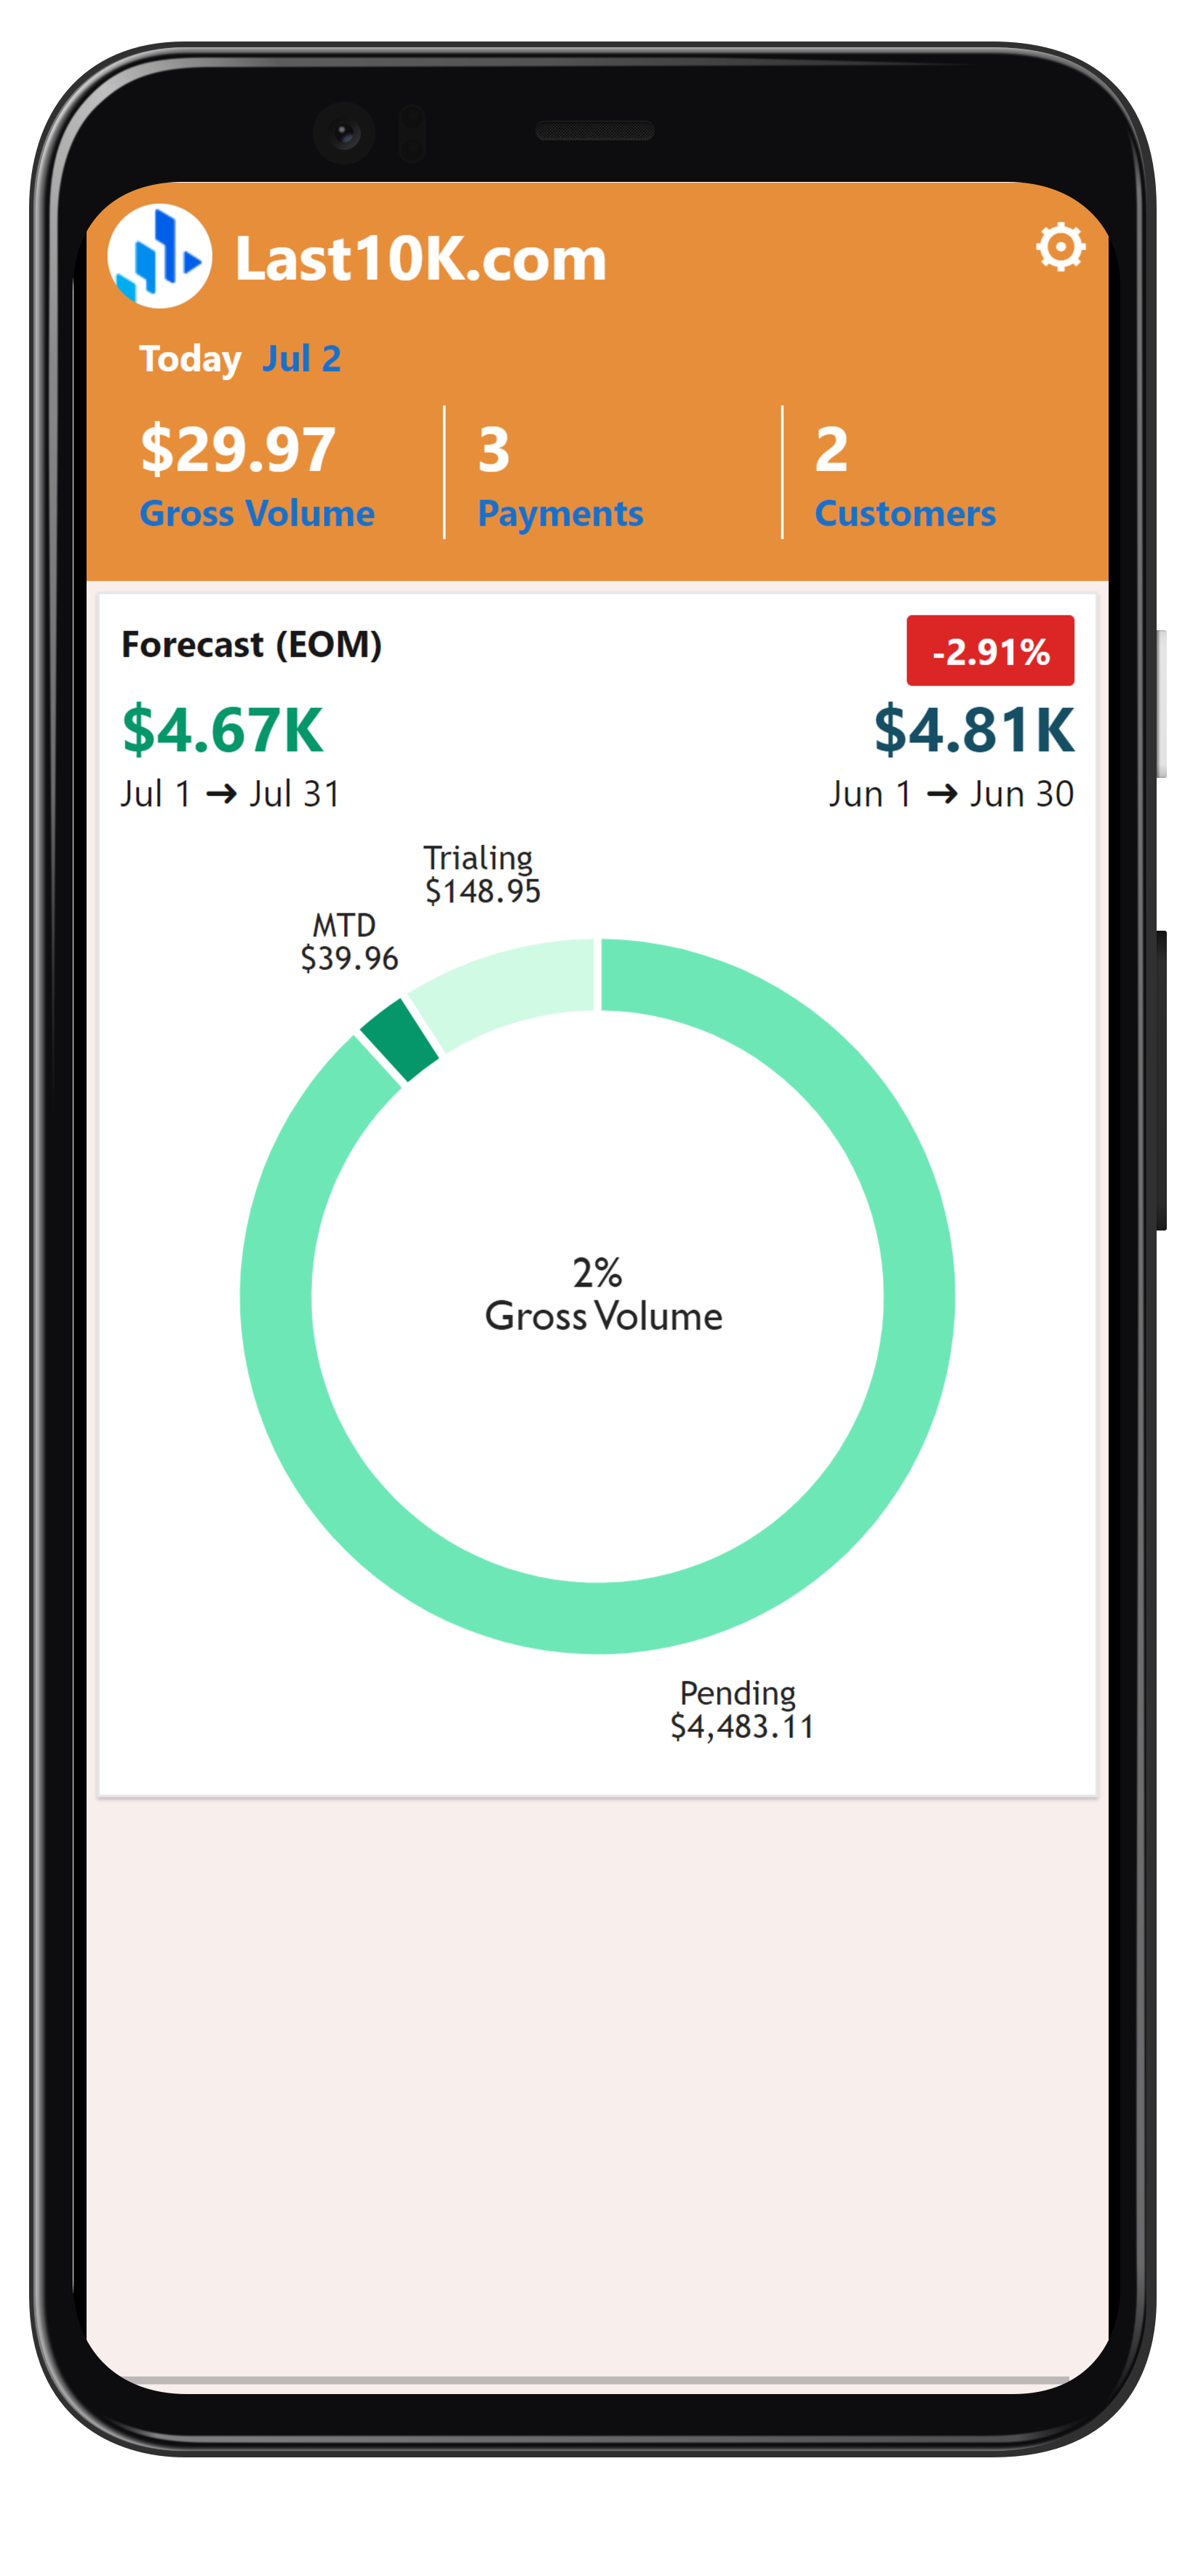 Last10K.com
Today Jul 2
$29.97
Gross Volume
3
Payments
2
Customers
Forecast (EOM)
-2.91%
$4.67K
$4.81K
Jul 1 → Jul 31
Jun 1 → Jun 30
Trialing
$148.95
MTD
$39.96
2%
Gross Volume
Pending
$4,483.11